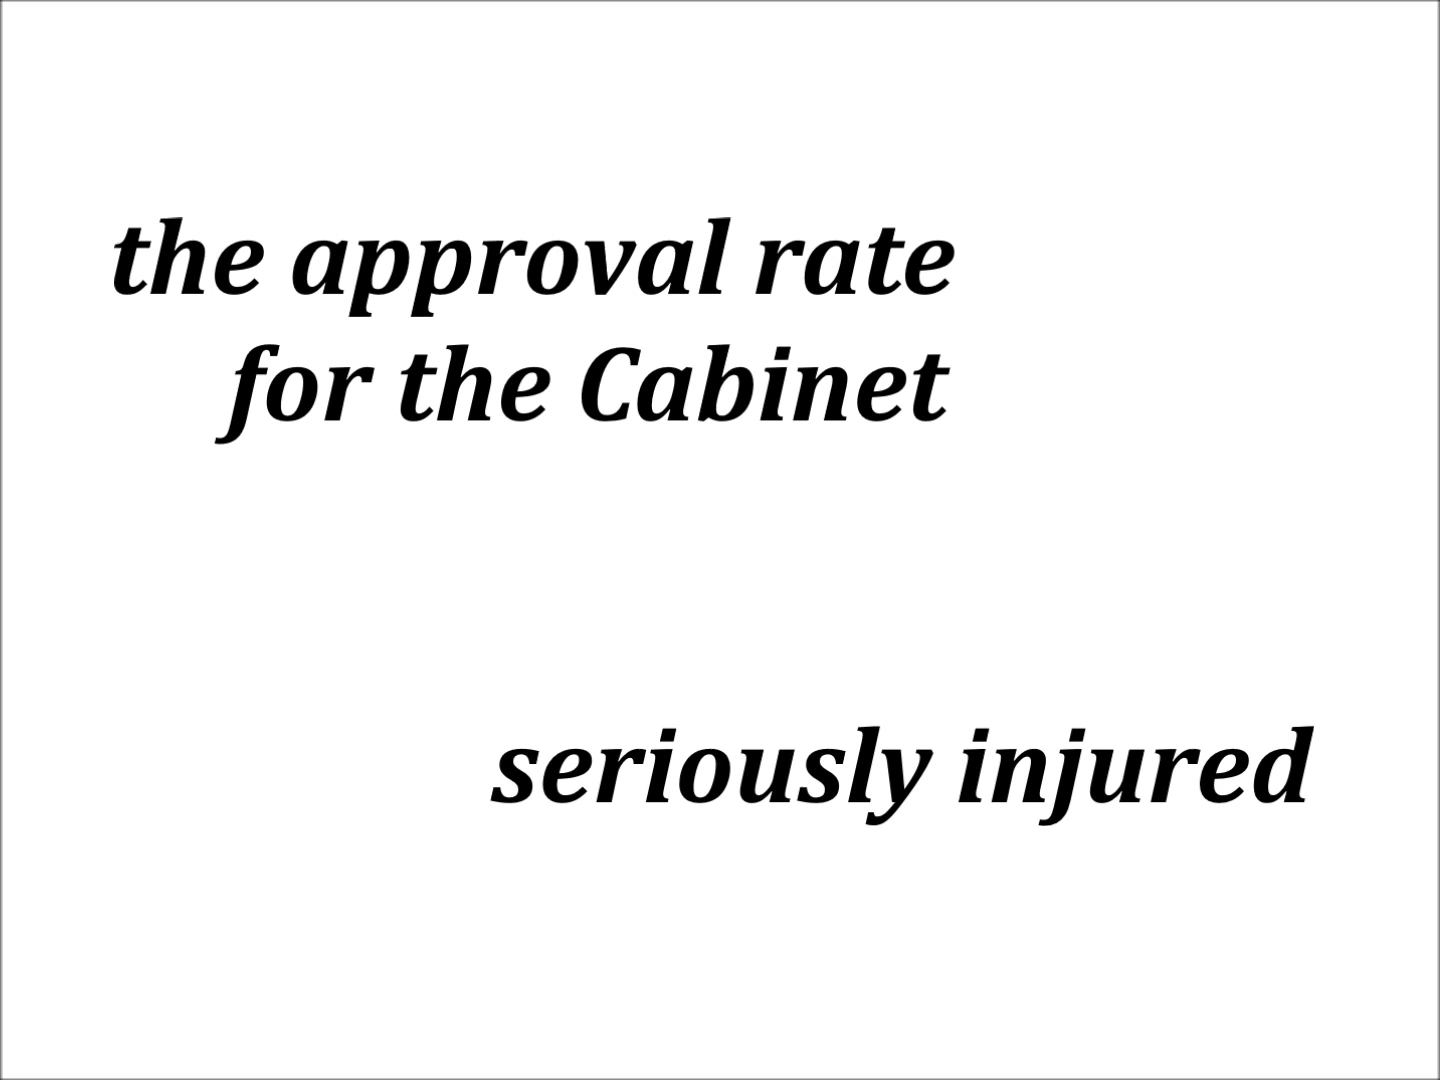 the approval rate
for the Cabinet
seriously injured